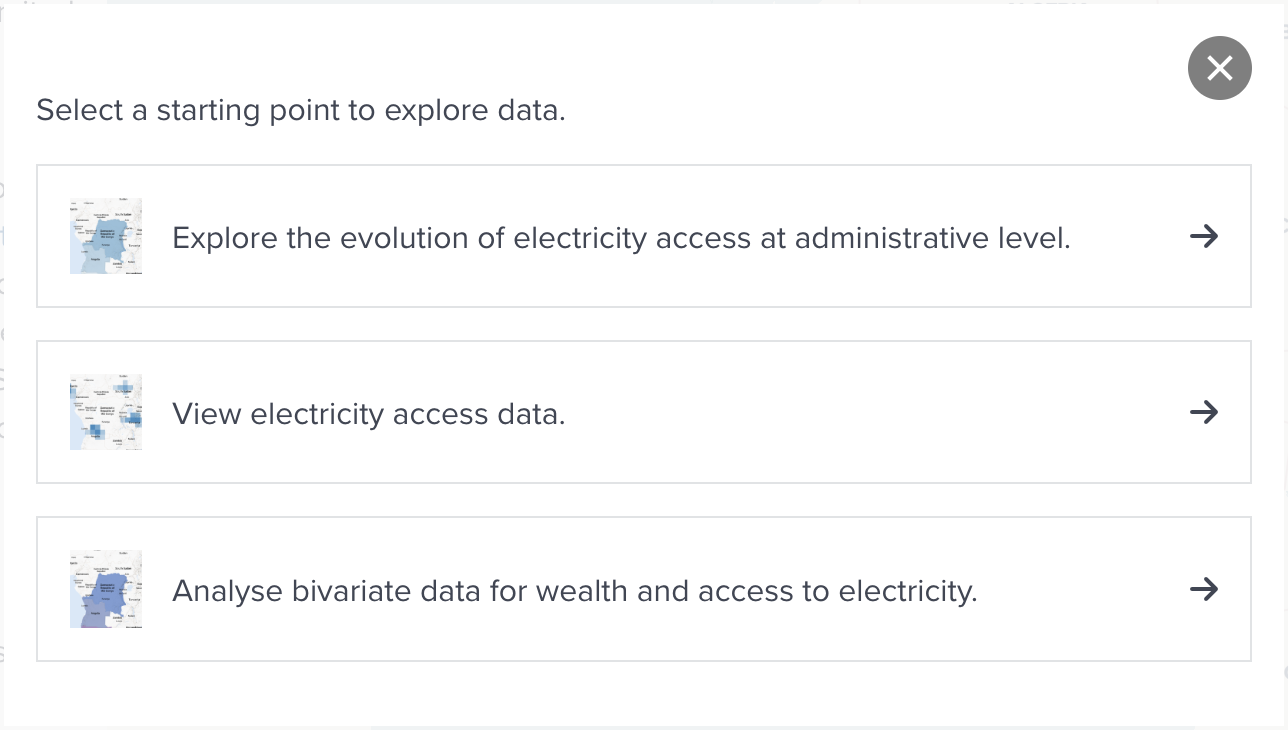 Select a starting point to explore data.
Explore the evolution of electricity access at administrative level.
View electricity access data.
Analyse bivariate data for wealth and access to electricity.